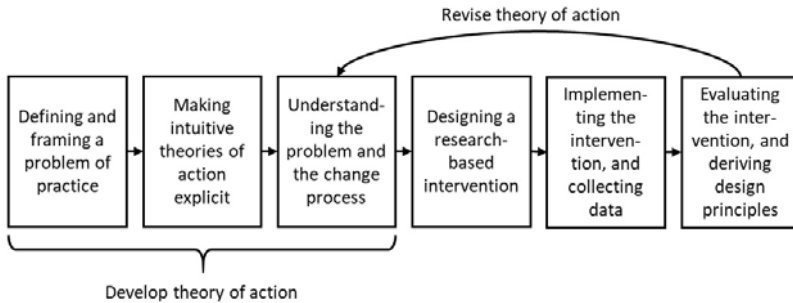 Revise theory of action
Defining and
framing a
problem of
practice
Making
intuitive
theories of
action
explicit
Understand-
ing the
problem and
the change
process
Designing a
research-
based
intervention
Implemen-
ting the
interven-
tion, and
collecting
data
Evaluating
the inter-
vention, and
deriving
design
principles
Develop theory of action